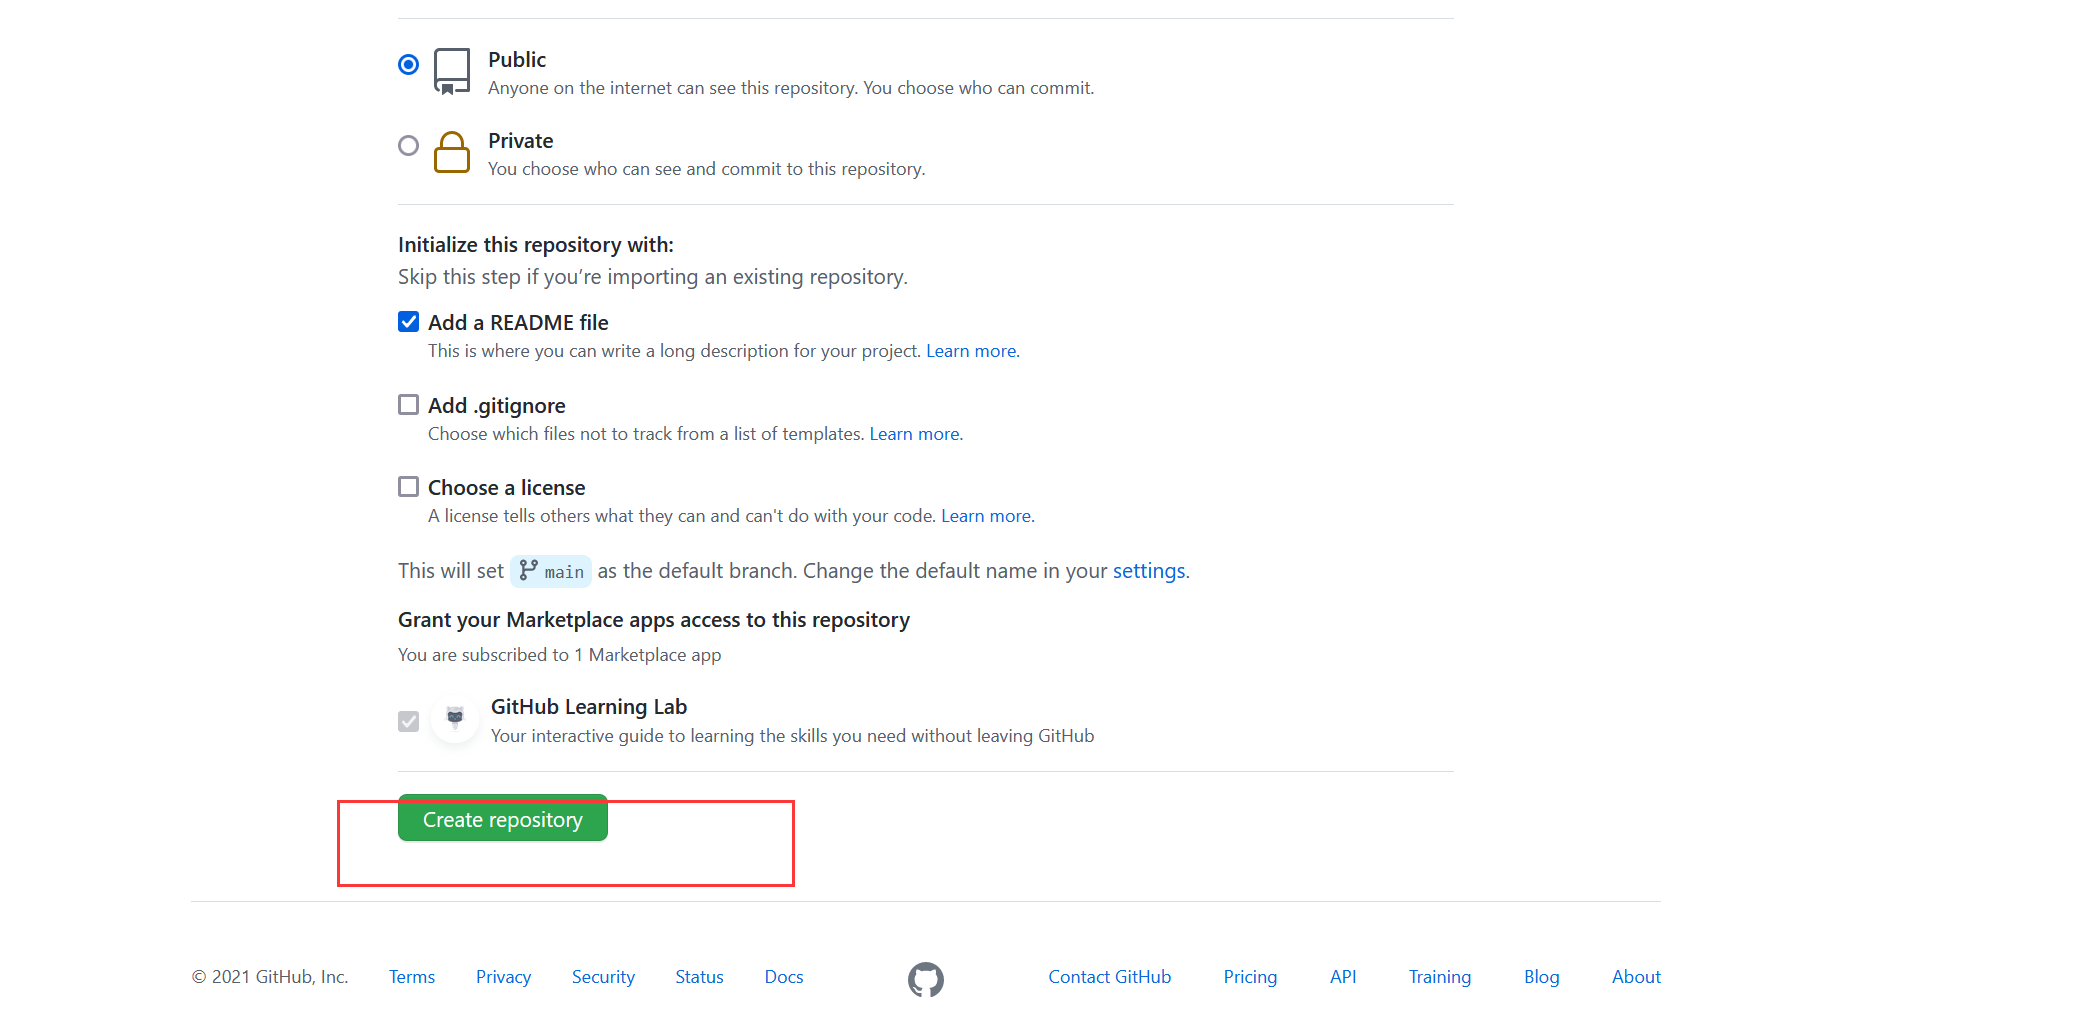 Public
Anyone on the internet can see this repository. You choose who can commit.
Private
You choose who can see and commit to this repository.
Initialize this repository with:
Skip this step if you’re importing an existing repository.
Add a README file
This is where you can write a long description for your project. Learn more.
Add .gitignore
Choose which files not to track from a list of templates. Learn more.
Choose a license
A license tells others what they can and can't do with your code. Learn more.
This will set main as the default branch. Change the default name in your settings.
Grant your Marketplace apps access to this repository
You are subscribed to 1 Marketplace app
GitHub Learning Lab
Your interactive guide to learning the skills you need without leaving GitHub
Create repository
© 2021 GitHub, Inc. Terms Privacy Security Status Docs Contact GitHub Pricing API Training Blog About